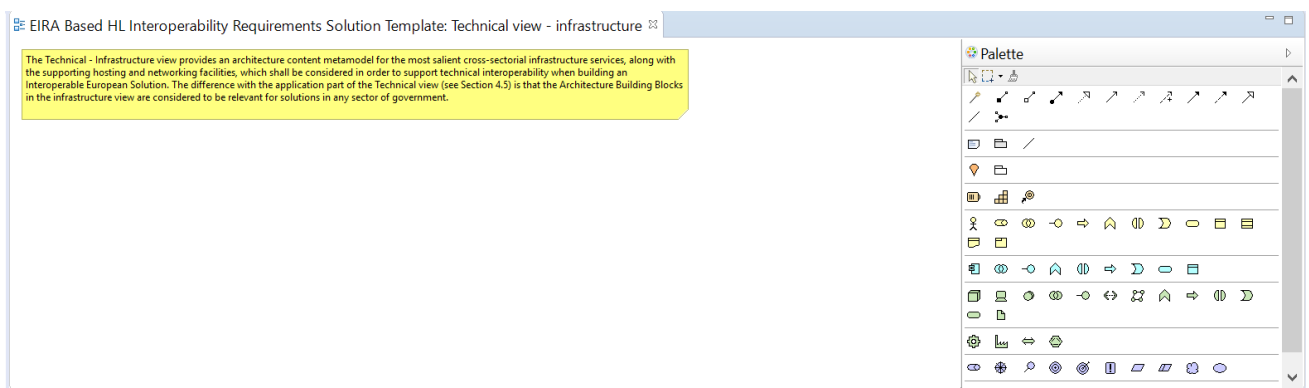 EIRA Based HL Interoperability Requirements Solution Template: Technical view - infrastructure
The Technical - Infrastructure view provides an architecture content metamodel for the most salient cross-sectorial infrastructure services, along with
the supporting hosting and networking facilities, which shall be considered in order to support technical interoperability when building an
Interoperable European Solution. The difference with the application part of the Technical view (see Section 4.5) is that the Architecture Building Blocks
in the infrastructure view are considered to be relevant for solutions in any sector of government.
Palette